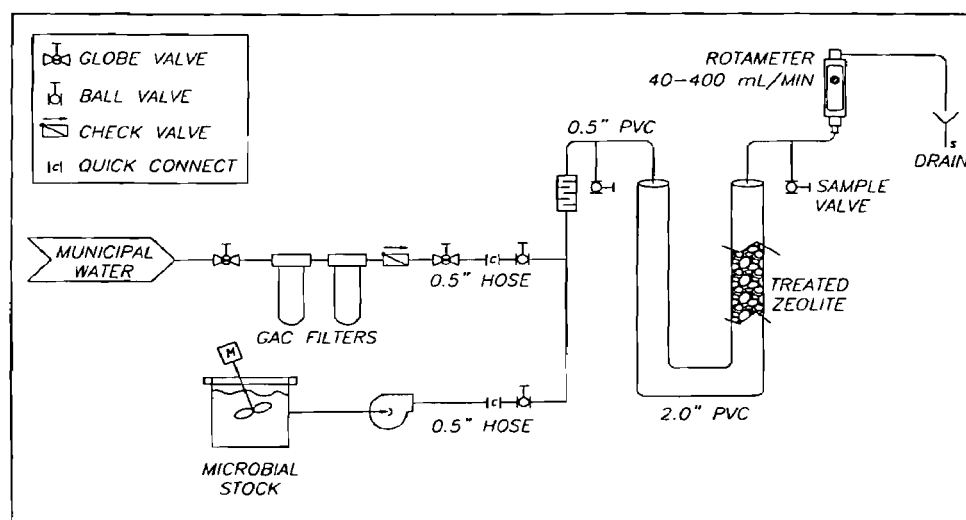 GLOBE VALVE
BALL VALVE
CHECK VALVE
C QUICK CONNECT
ROTAMETER
40-400 mL/MIN
0.5" PVC
S
DRAIN
SAMPLE
VALVE
MUNICIPAL
WATER
C
0.5" HOSE
GAC FILTERS
TREATED
ZEOLITE
M
C
0.5" HOSE
2.0" PVC
MICROBIAL
STOCK